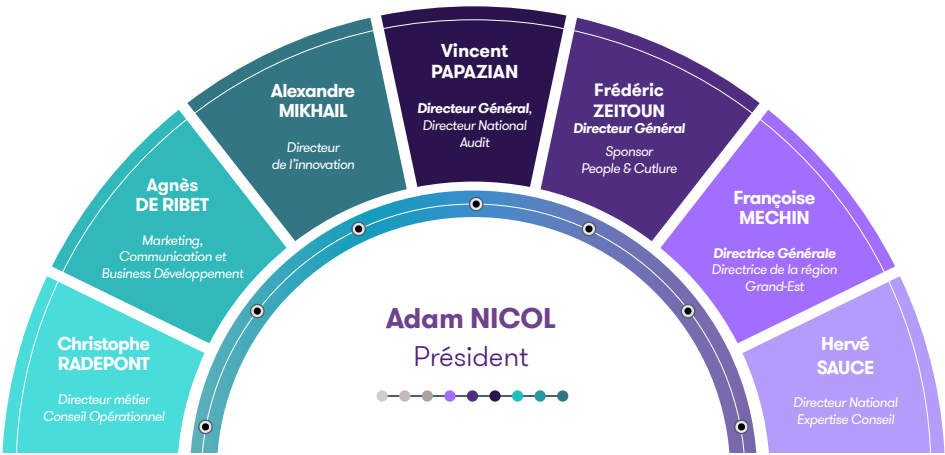 Vincent
PAPAZIAN
Directeur Général,
Directeur National
Audit
Alexandre
MIKHAIL
Directeur
de l'innovation
Frédéric
ZEITOUN
Directeur Général
Sponsor
People & Cutlure
Agnès
DE RIBET
Marketing,
Communication et
Business Développement
Françoise
MECHIN
Directrice Générale
Directrice de la région
Grand-Est
Christophe
RADEPONT
Directeur métier
Conseil Opérationnel
Adam NICOL
Président
Hervé
SAUCE
Directeur National
Expertise Conseil